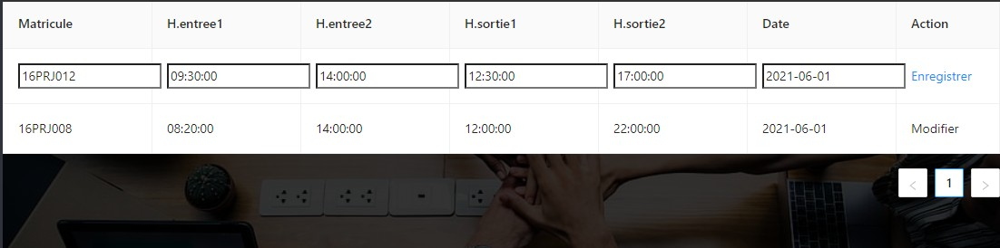 Matricule H.entree1 H.entree2 H.sortie1 H.sortie2 Date Action
16PRJ012 09:30:00 14:00:00 12:30:00 17:00:00 2021-06-01 Enregistrer
16PRJ008 08:20:00 14:00:00 12:00:00 22:00:00 2021-06-01 Modifier
< 1 >